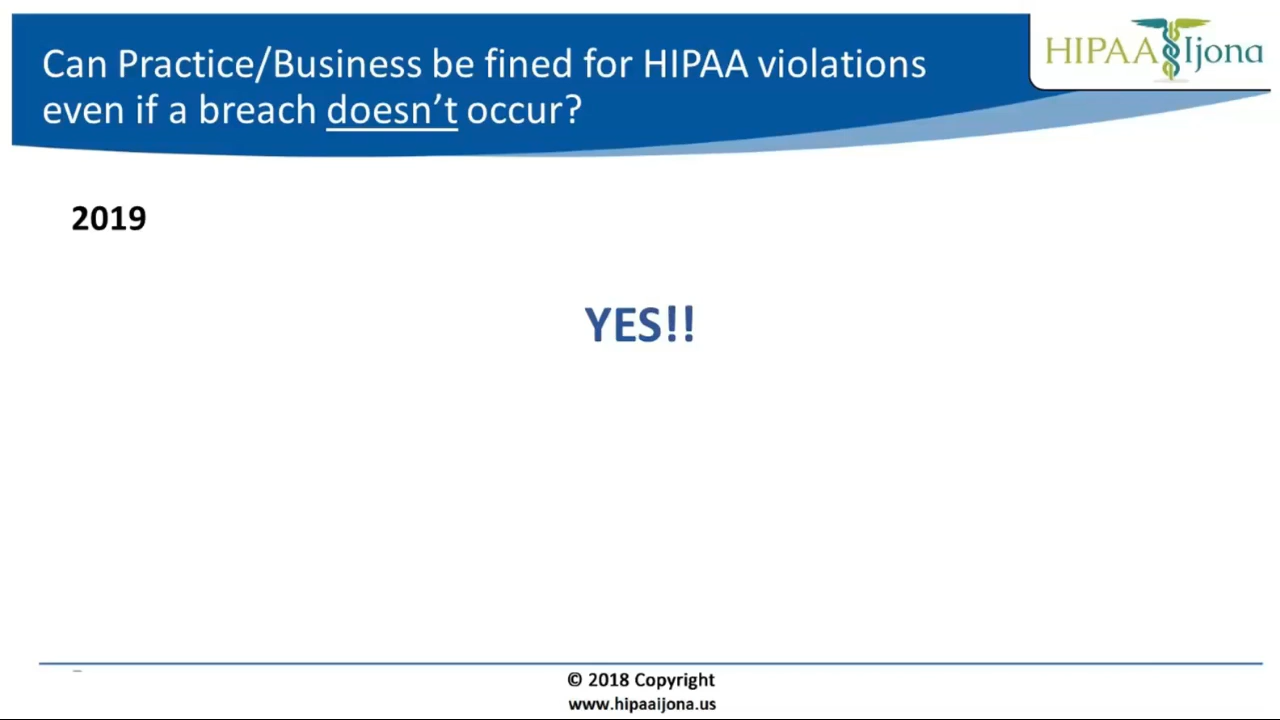 Can Practice/Business be fined for HIPAA violations
even if a breach doesn’t occur?
HIPAA Ijona
2019
YES!!
© 2018 Copyright
www.hipaaijona.us